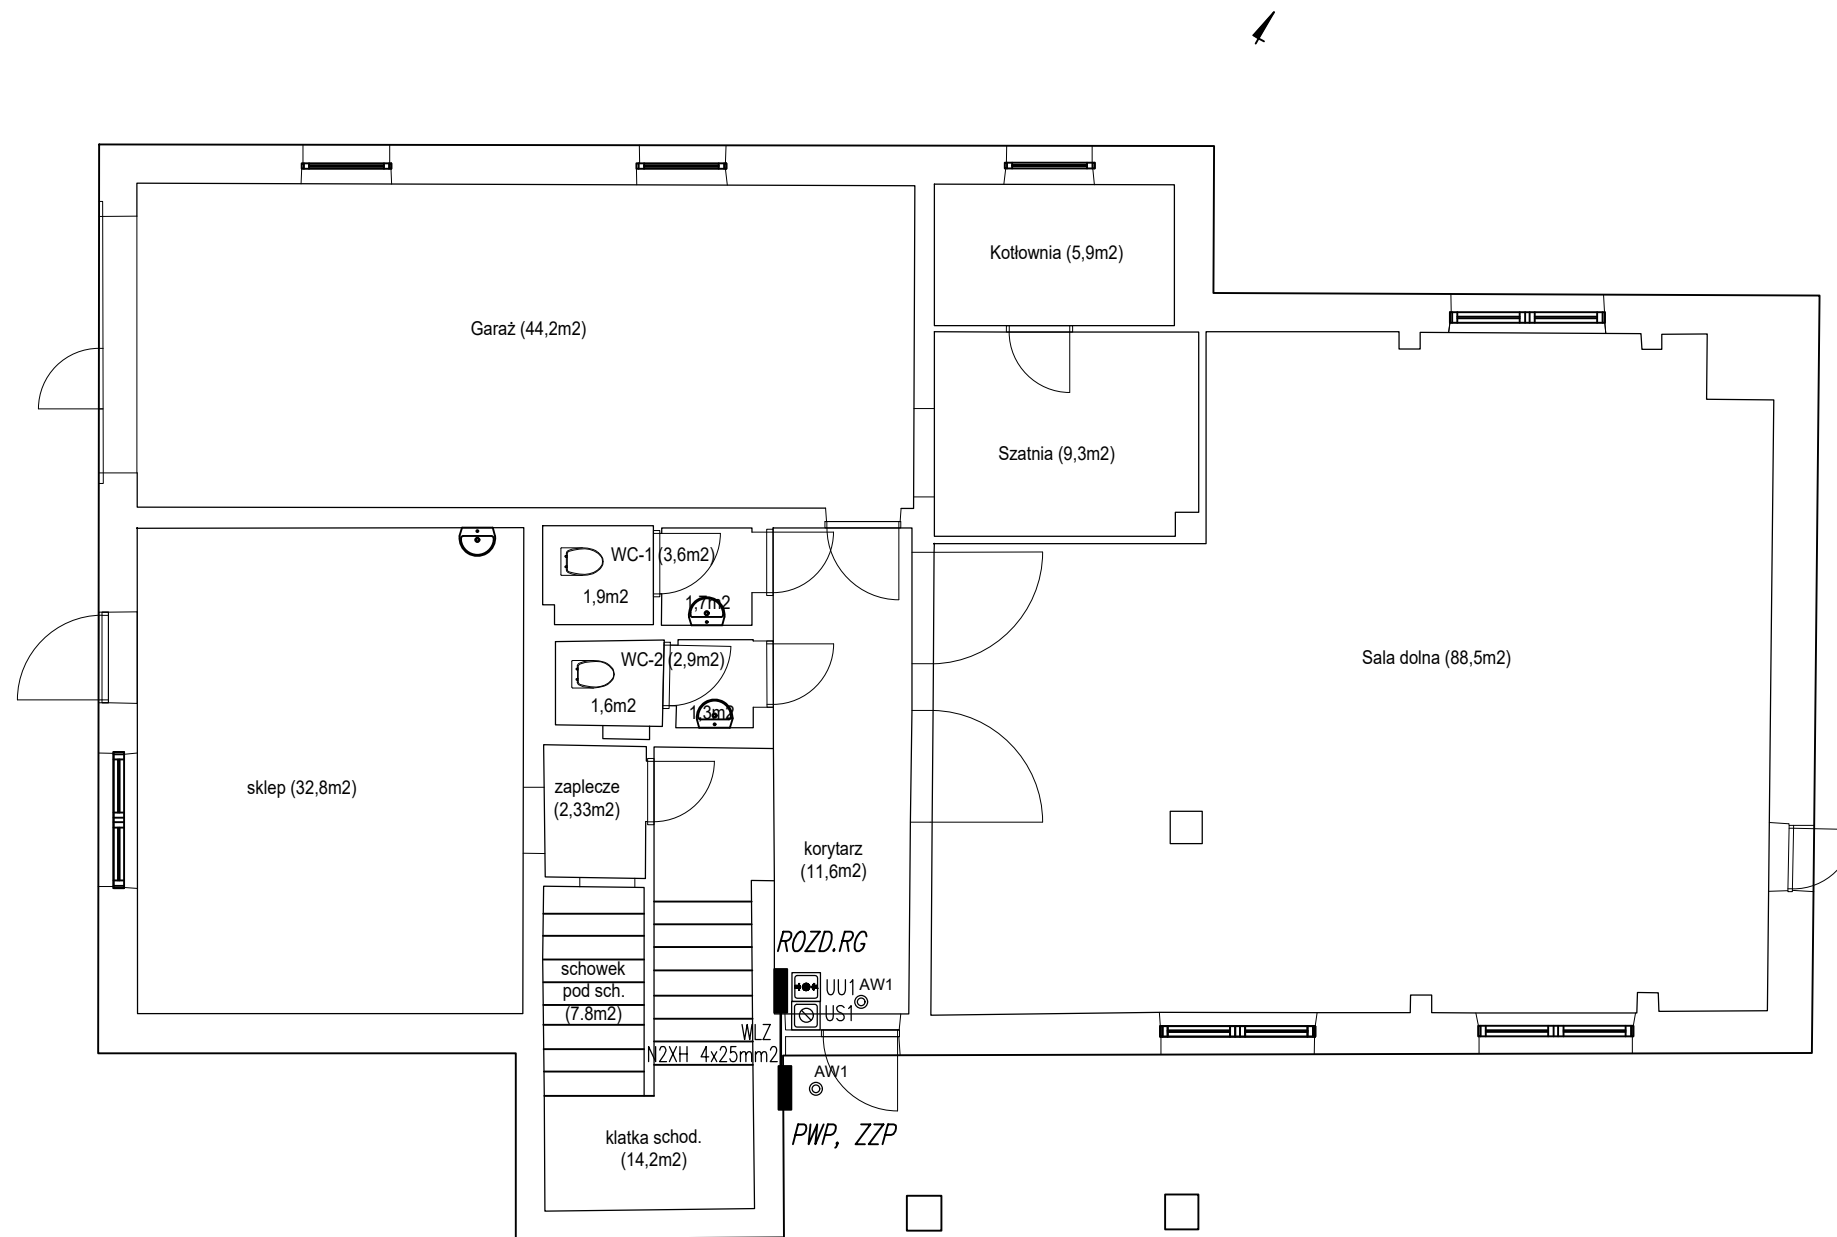 Kotłownia (5,9m2)
Garaż (44,2m2)
Szatnia (9,3m2)
WC-1 (3,6m2)
1,9m2
1,7m2
WC-2 (2,9m2)
1,6m2
1,3m2
Sala dolna (88,5m2)
sklep (32,8m2)
zaplecze
(2,33m2)
korytarz
(11,6m2)
ROZD.RG
schowek
pod sch.
(7.8m2)
UU1
AW1
US1
WLZ
N2XH 4x25mm2
AW1
PWP, ZZP
klatka schod.
(14,2m2)